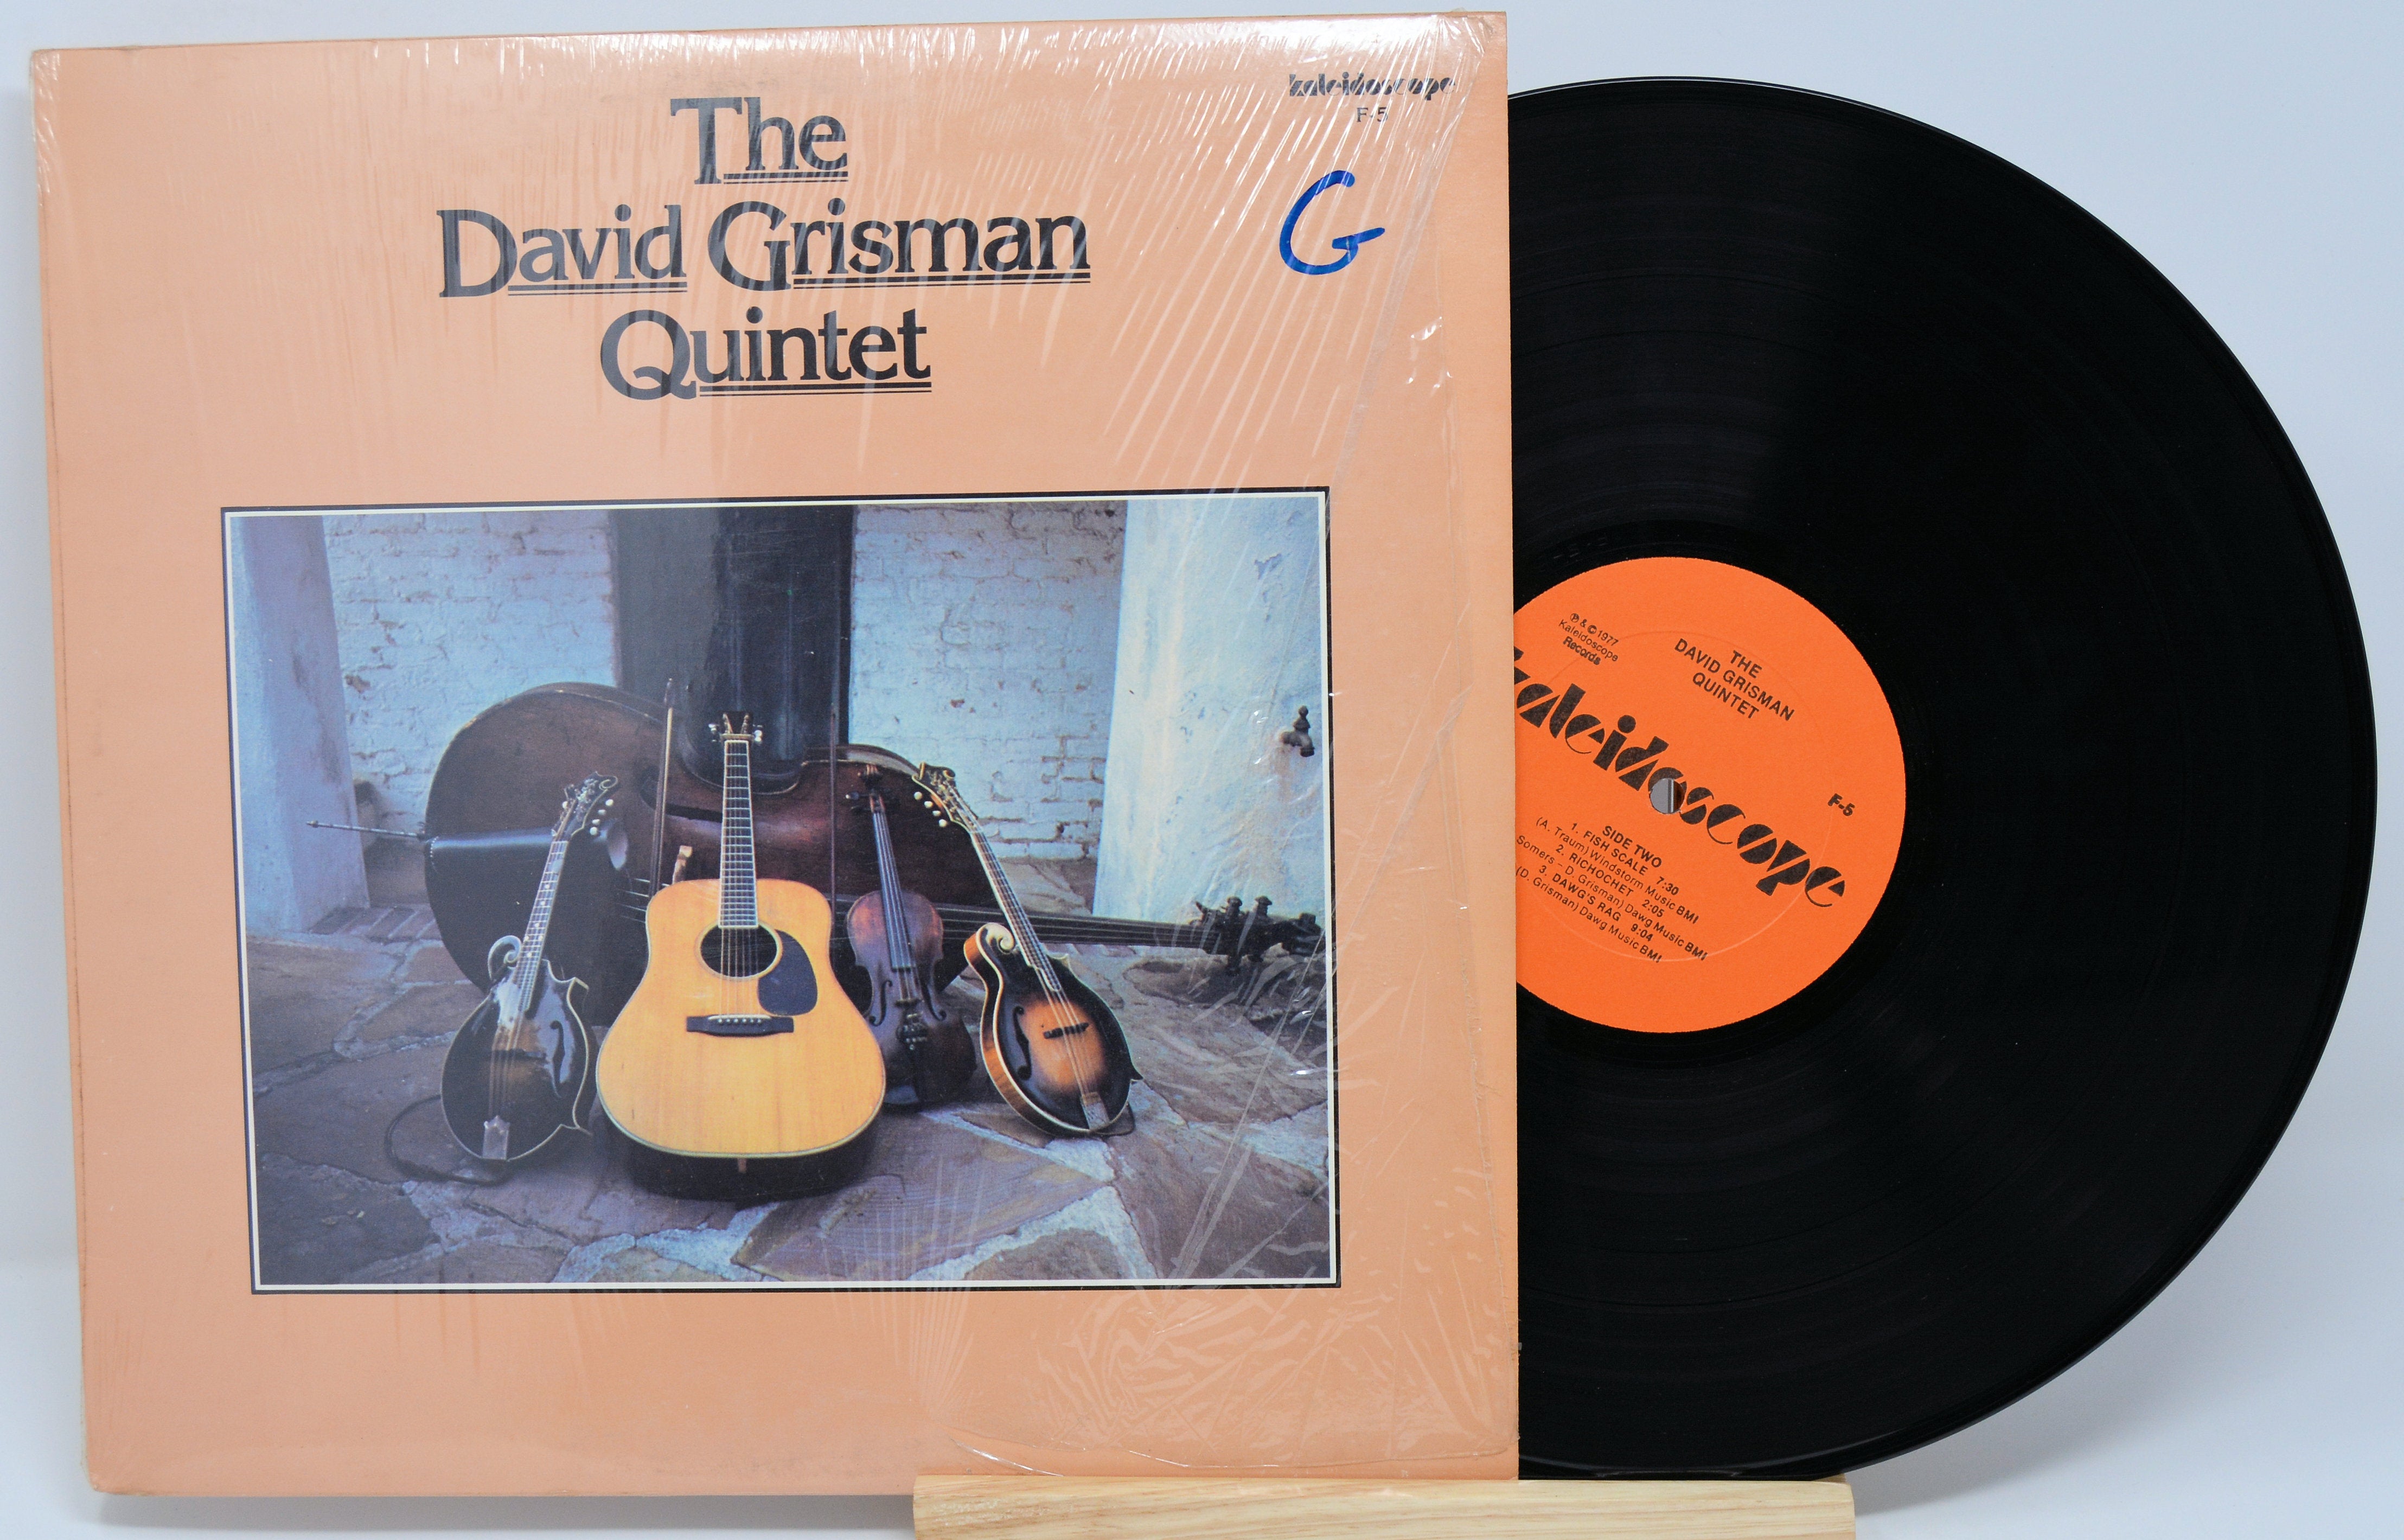 The
David Grisman
Quintet
kaleidoscope
F-5
G
℗ & © 1977
Kaleidoscope
Records
THE
DAVID GRISMAN
QUINTET
kaleidoscope
F-5
SIDE TWO
1. FISH SCALE 7:30
(A. Traum) Windstorm Music BMI
2. RICHOCHET 2:05
Somers – D. Grisman) Dawg Music BMI
3. DAWG'S RAG 9:04
(D. Grisman) Dawg Music BMI